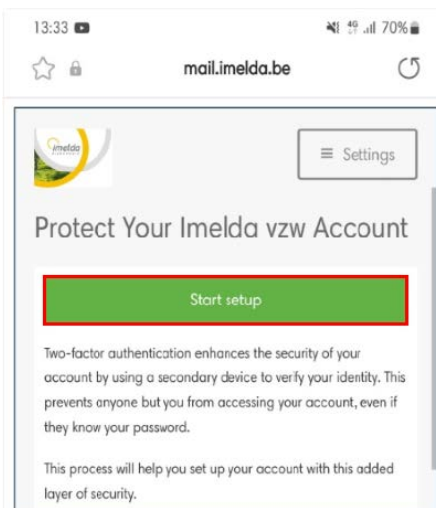 13:33 4G 70%
mail.imelda.be
imelda
≡ Settings
Protect Your Imelda vzw Account
Start setup
Two-factor authentication enhances the security of your
account by using a secondary device to verify your identity. This
prevents anyone but you from accessing your account, even if
they know your password.
This process will help you set up your account with this added
layer of security.